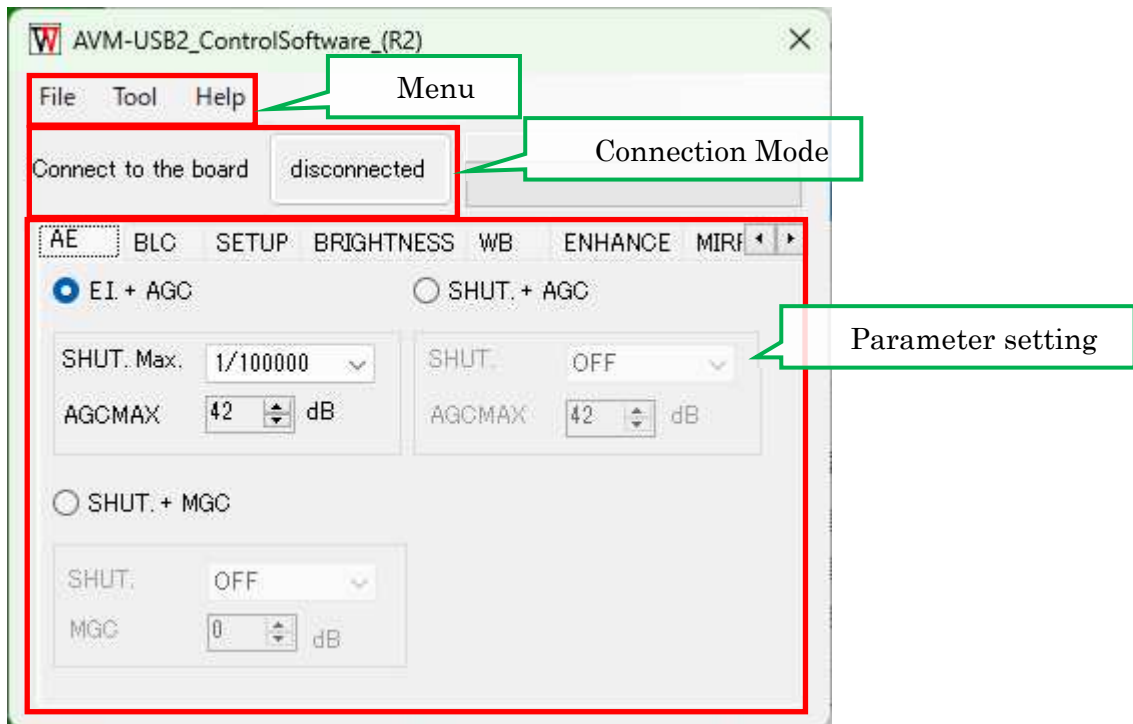 AVM-USB2_ControlSoftware_(R2)
File Tool Help
Menu
Connect to the board disconnected
Connection Mode
AE BLC SETUP BRIGHTNESS WB ENHANCE
E.I. + AGC SHUT. + AGC
SHUT. Max. 1/100000 SHUT. OFF
Parameter setting
AGCMAX 42 dB AGCMAX 42 dB
SHUT. + MGC
SHUT. OFF
MGC 0 dB